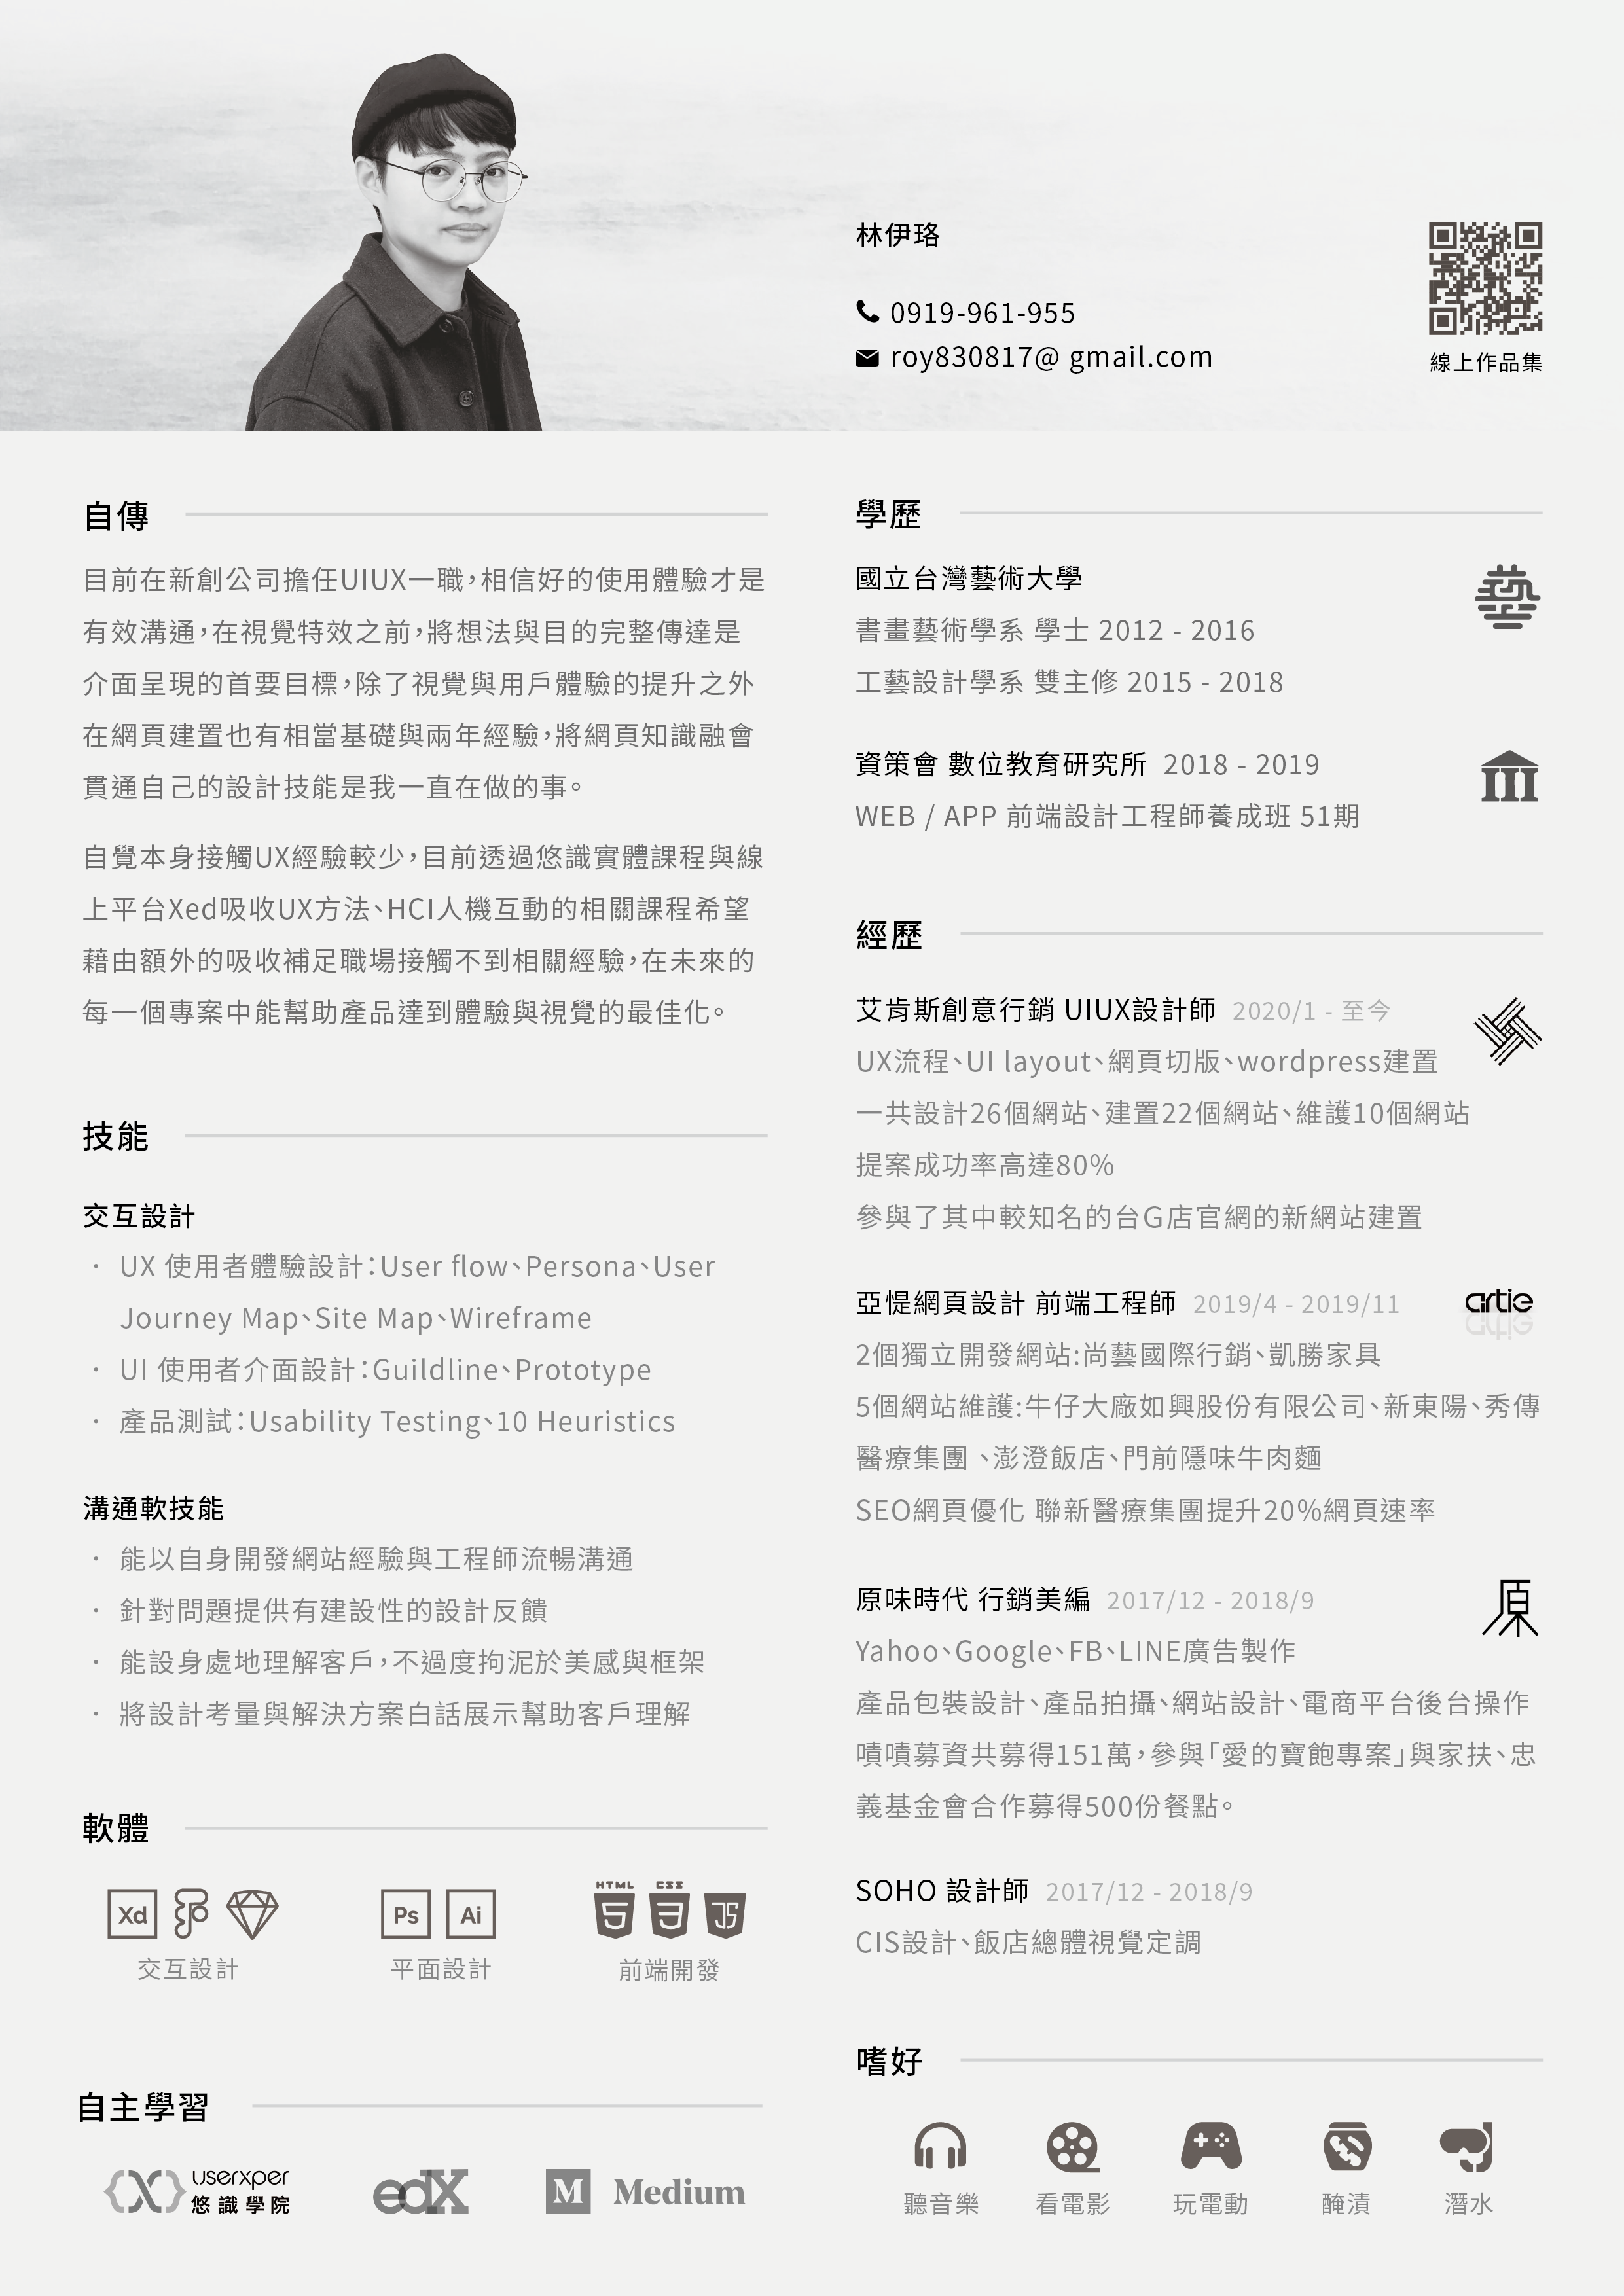 林伊珞
0919-961-955
roy830817@ gmail.com
線上作品集
自傳
目前在新創公司擔任UIUX一職，相信好的使用體驗才是
有效溝通，在視覺特效之前，將想法與目的完整傳達是
介面呈現的首要目標，除了視覺與用戶體驗的提升之外
在網頁建置也有相當基礎與兩年經驗，將網頁知識融會
貫通自己的設計技能是我一直在做的事。
自覺本身接觸UX經驗較少，目前透過悠識實體課程與線
上平台Xed吸收UX方法、HCI人機互動的相關課程希望
藉由額外的吸收補足職場接觸不到相關經驗，在未來的
每一個專案中能幫助產品達到體驗與視覺的最佳化。
技能
交互設計
· UX 使用者體驗設計：User flow、Persona、User
Journey Map、Site Map、Wireframe
· UI 使用者介面設計：Guildline、Prototype
· 產品測試：Usability Testing、10 Heuristics
溝通軟技能
· 能以自身開發網站經驗與工程師流暢溝通
· 針對問題提供有建設性的設計反饋
· 能設身處地理解客戶，不過度拘泥於美感與框架
· 將設計考量與解決方案白話展示幫助客戶理解
軟體
Xd
Ps Ai
HTML CSS
5 3 JS
交互設計
平面設計
前端開發
自主學習
{X} userxper
悠識學院
edX
M Medium
學歷
國立台灣藝術大學
書畫藝術學系 學士 2012 - 2016
工藝設計學系 雙主修 2015 - 2018
資策會 數位教育研究所 2018 - 2019
WEB / APP 前端設計工程師養成班 51期
經歷
艾肯斯創意行銷 UIUX設計師 2020/1 - 至今
UX流程、UI layout、網頁切版、wordpress建置
一共設計26個網站、建置22個網站、維護10個網站
提案成功率高達80%
參與了其中較知名的台G店官網的新網站建置
亞惿網頁設計 前端工程師 2019/4 - 2019/11
artie
2個獨立開發網站:尚藝國際行銷、凱勝家具
5個網站維護:牛仔大廠如興股份有限公司、新東陽、秀傳
醫療集團 、澎澄飯店、門前隱味牛肉麵
SEO網頁優化 聯新醫療集團提升20%網頁速率
原味時代 行銷美編 2017/12 - 2018/9
原
Yahoo、Google、FB、LINE廣告製作
產品包裝設計、產品拍攝、網站設計、電商平台後台操作
嘖嘖募資共募得151萬，參與「愛的寶飽專案」與家扶、忠
義基金會合作募得500份餐點。
SOHO 設計師 2017/12 - 2018/9
CIS設計、飯店總體視覺定調
嗜好
聽音樂
看電影
玩電動
醃漬
潛水